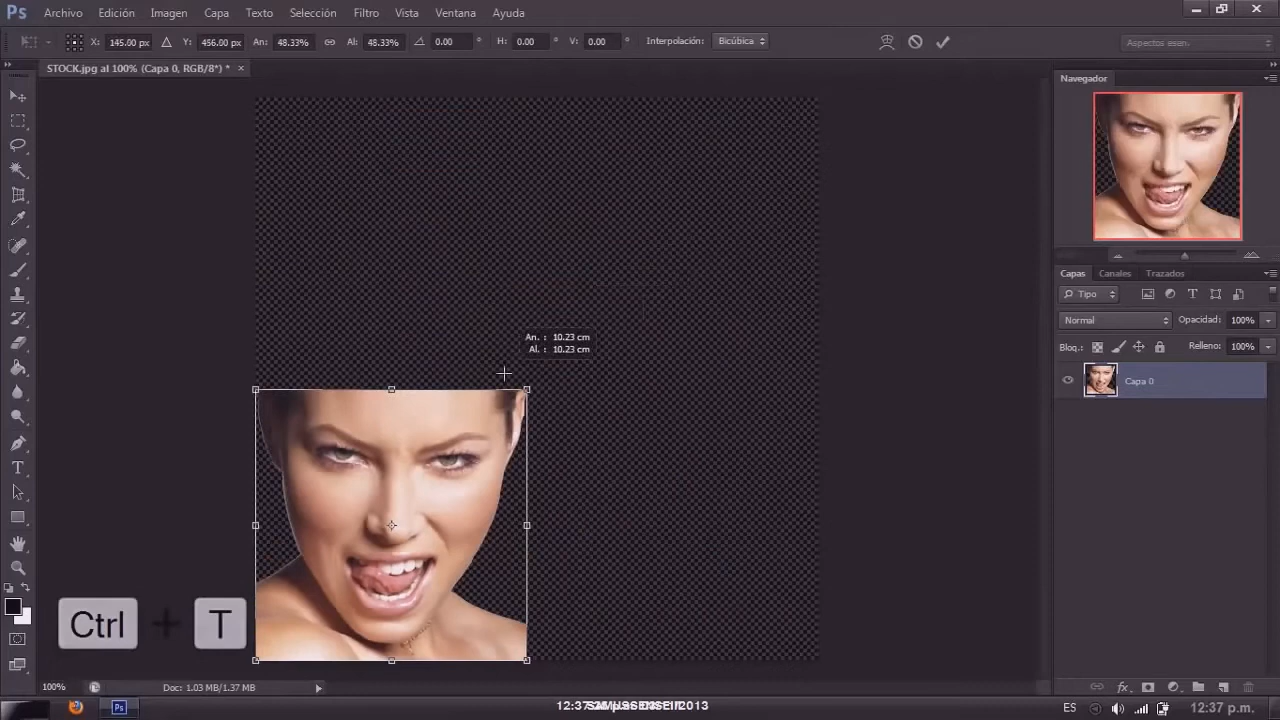 Ps Archivo Edición Imagen Capa Texto Selección Filtro Vista Ventana Ayuda
X: 145.00 px Y: 456.00 px An: 48.33% Al: 48.33% 0.00 ° H: 0.00 ° V: 0.00 ° Interpolación: Bicúbica Aspectos esen.
STOCK.jpg al 100% (Capa 0, RGB/8*) * ×
Navegador
An. : 10.23 cm
Al. : 10.23 cm
Capas Canales Trazados
Tipo
Normal Opacidad: 100%
Bloq.: Relleno: 100%
Capa 0
Ctrl + T
100% Doc: 1.03 MB/1.37 MB
Ps ES 12:37 p.m.